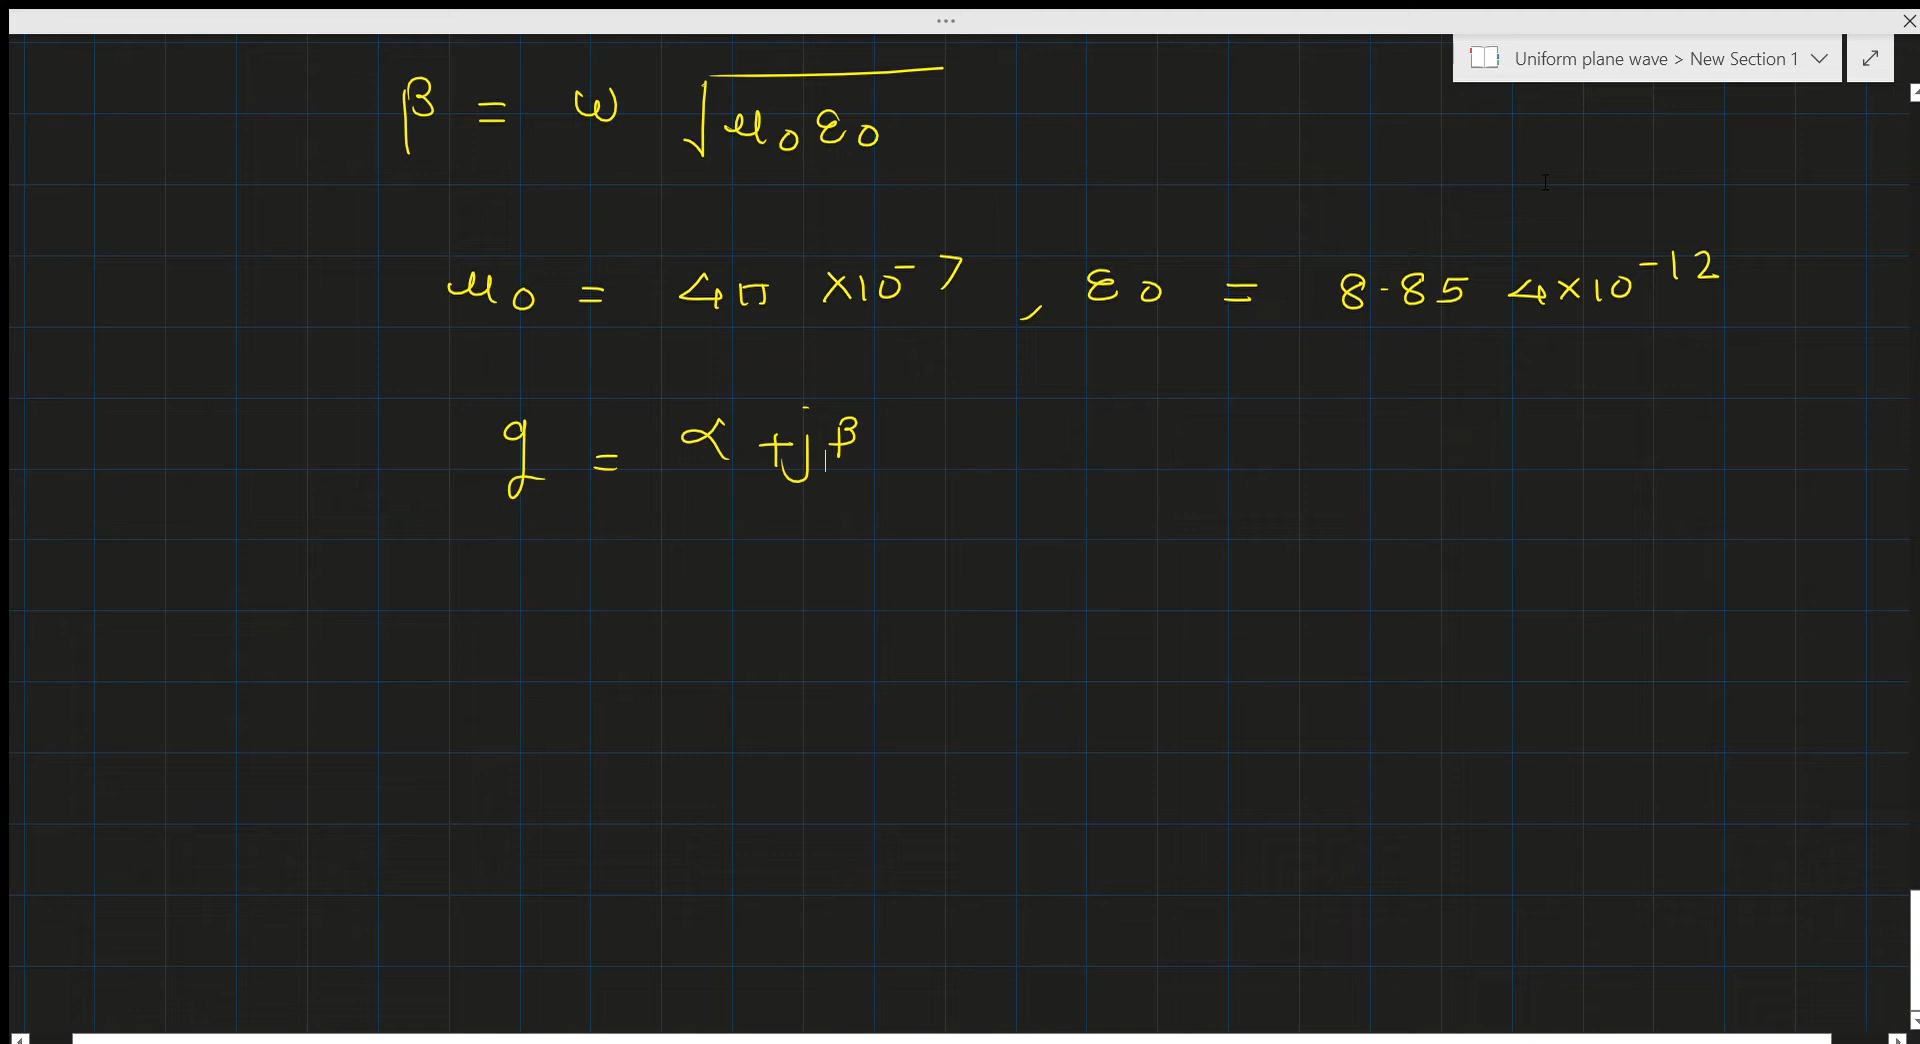 Uniform plane wave > New Section 1
β = ω √μ0ε0
μ0 = 4π ×10⁻⁷ , ε0 = 8.854×10⁻¹²
g = α +jβ